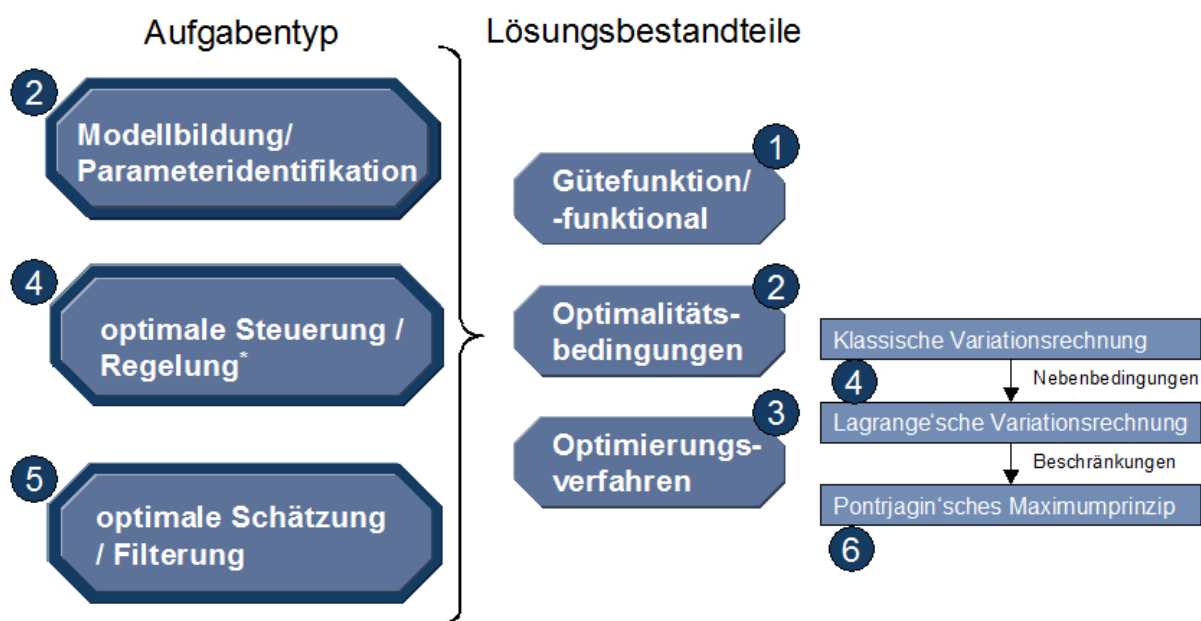 Aufgabentyp
2
Modellbildung/
Parameteridentifikation
4
optimale Steuerung /
Regelung*
5
optimale Schätzung
/ Filterung
Lösungsbestandteile
1
Gütefunktion/
-funktional
2
Optimalitäts-
bedingungen
3
Optimierungs-
verfahren
Klassische Variationsrechnung
4
Nebenbedingungen
Lagrange‘sche Variationsrechnung
Beschränkungen
Pontrjagin‘sches Maximumprinzip
6